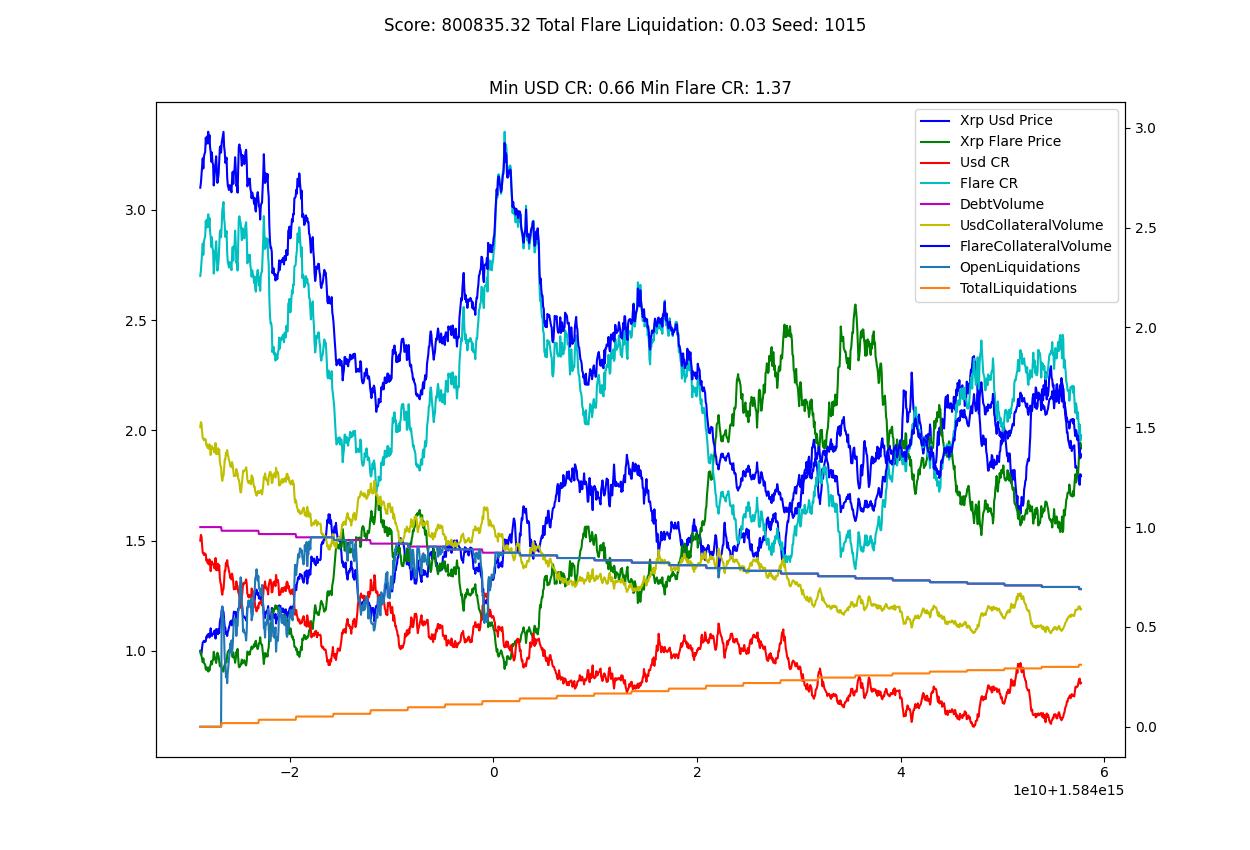 Score: 800835.32 Total Flare Liquidation: 0.03 Seed: 1015
Min USD CR: 0.66 Min Flare CR: 1.37
Xrp Usd Price
Xrp Flare Price
Usd CR
Flare CR
DebtVolume
UsdCollateralVolume
FlareCollateralVolume
OpenLiquidations
TotalLiquidations
3.0
2.5
2.0
1.5
1.0
3.0
2.5
2.0
1.5
1.0
0.5
0.0
−2
0
2
4
6
1e10+1.584e15